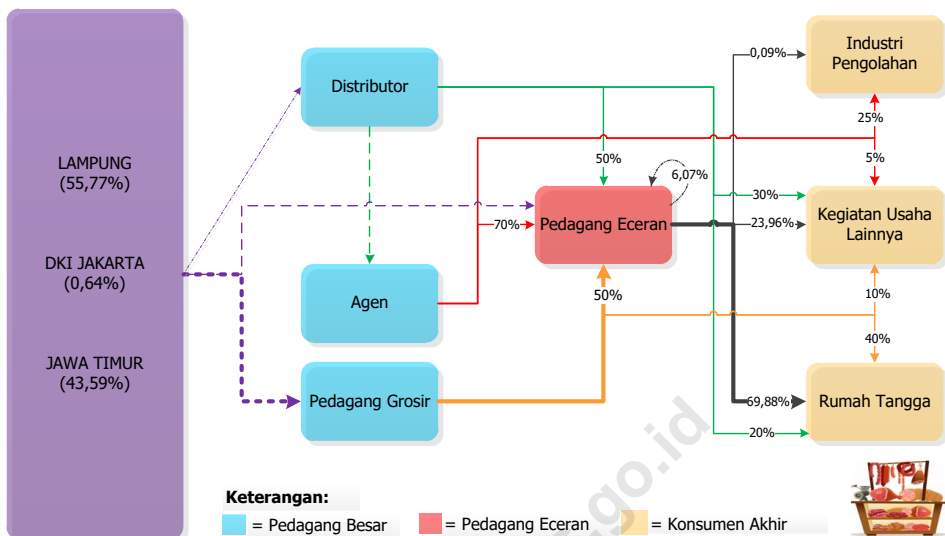 LAMPUNG
(55,77%)
DKI JAKARTA
(0,64%)
JAWA TIMUR
(43,59%)
Distributor
Agen
Pedagang Grosir
50%
6,07%
Pedagang Eceran
70%
50%
0,09%
Industri
Pengolahan
25%
5%
30%
23,96%
Kegiatan Usaha
Lainnya
10%
40%
69,88%
Rumah Tangga
20%
Keterangan:
= Pedagang Besar
= Pedagang Eceran
= Konsumen Akhir
.go.id